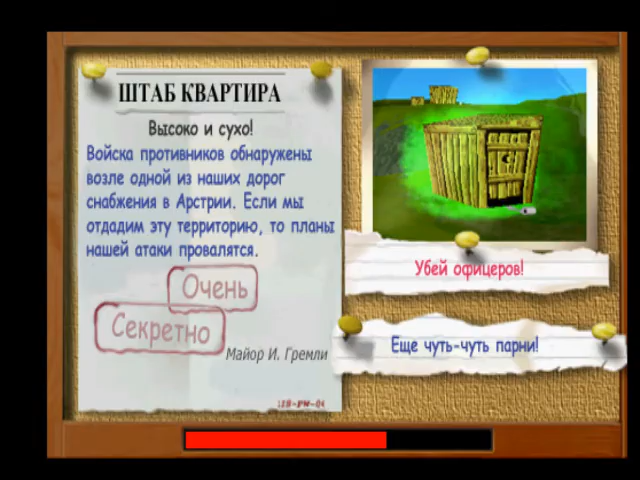 ШТАБ КВАРТИРА
Высоко и сухо!
Войска противников обнаружены
возле одной из наших дорог
снабжения в Арстрии. Если мы
отдадим эту территорию, то планы
нашей атаки провалятся.
Очень
Секретно
Майор И. Гремли
Убей офицеров!
Еще чуть-чуть парни!